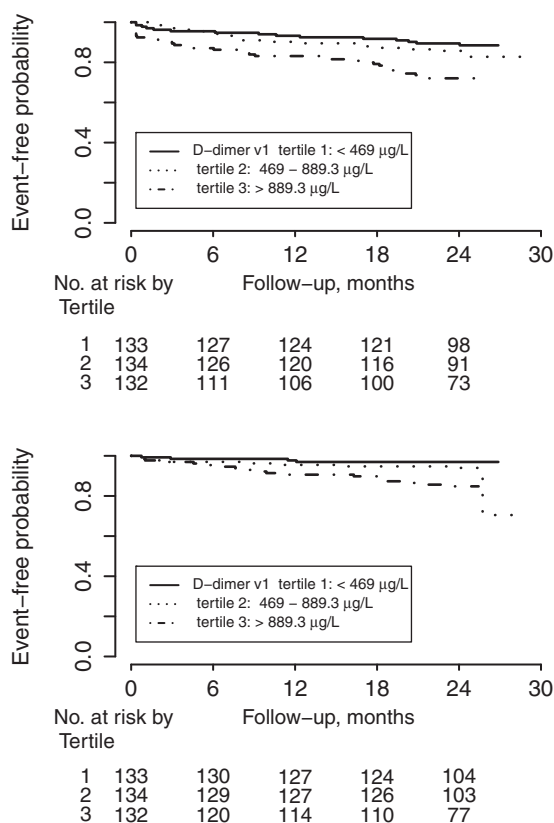 Event–free probability
0.0 0.4 0.8
D–dimer v1 tertile 1: < 469 µg/L
tertile 2: 469 – 889.3 µg/L
tertile 3: > 889.3 µg/L
0 6 12 18 24 30
No. at risk by Follow–up, months
Tertile
1 133 127 124 121 98
2 134 126 120 116 91
3 132 111 106 100 73
Event–free probability
0.0 0.4 0.8
D–dimer v1 tertile 1: < 469 µg/L
tertile 2: 469 – 889.3 µg/L
tertile 3: > 889.3 µg/L
0 6 12 18 24 30
No. at risk by Follow–up, months
Tertile
1 133 130 127 124 104
2 134 129 127 126 103
3 132 120 114 110 77